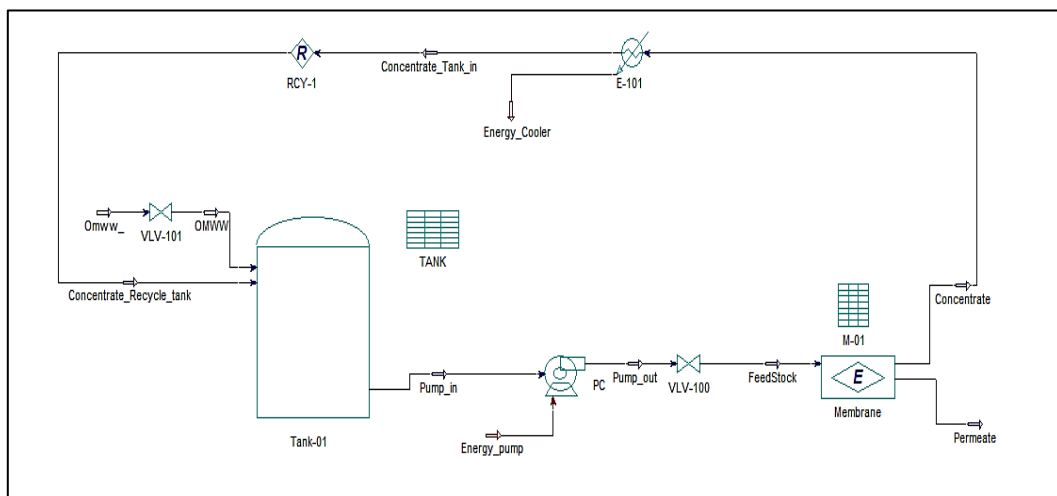 R
Concentrate_Tank_in
RCY-1
E-101
Energy_Cooler
Omww_
OMWW
VLV-101
TANK
Concentrate_Recycle_tank
Concentrate
M-01
Pump_in
PC
Pump_out
VLV-100
FeedStock
E
Membrane
Tank-01
Energy_pump
Permeate